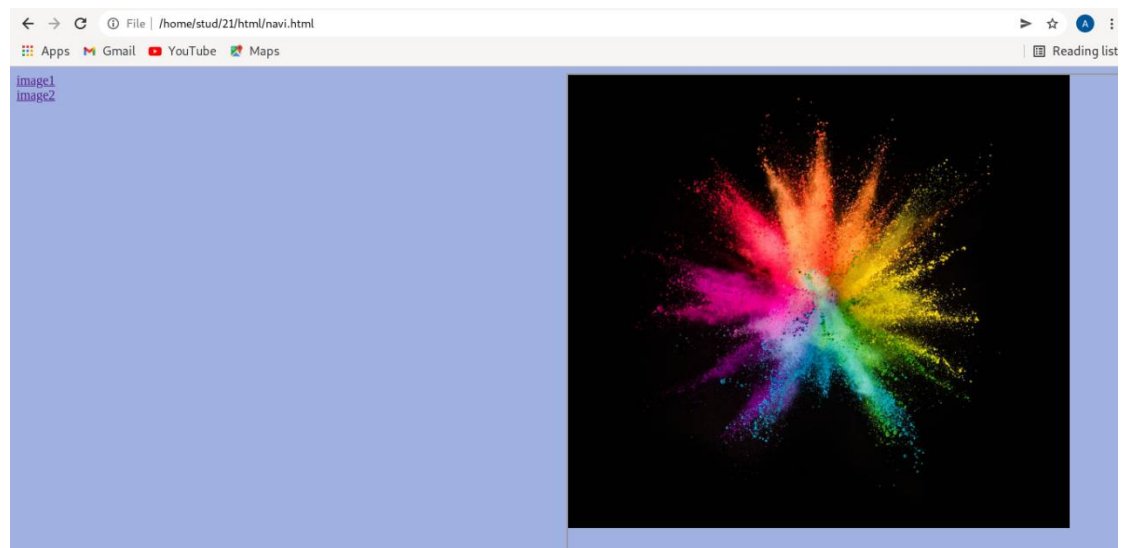 File | /home/stud/21/html/navi.html A
Apps Gmail YouTube Maps Reading list
image1
image2